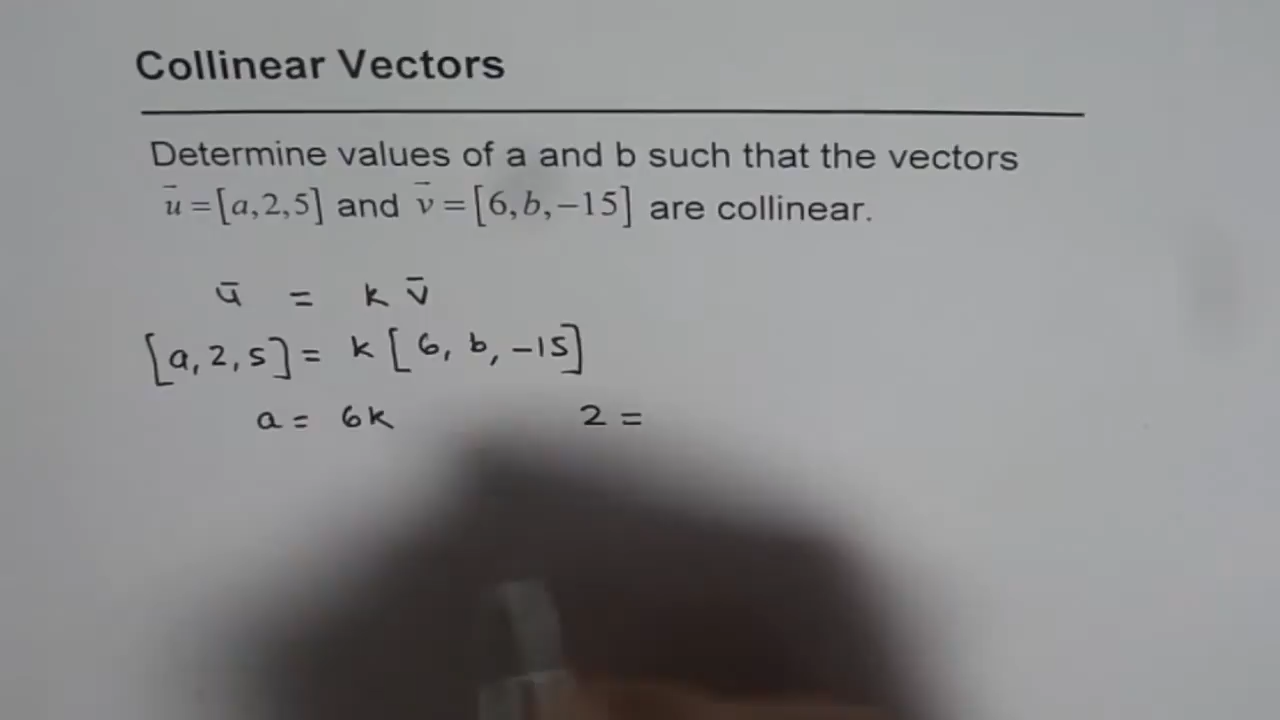 Collinear Vectors
Determine values of a and b such that the vectors
u̅ = [a, 2, 5] and v̅ = [6, b, −15] are collinear.
u̅ = k v̅
[a, 2, 5] = k [6, b, −15]
a = 6k 2 =